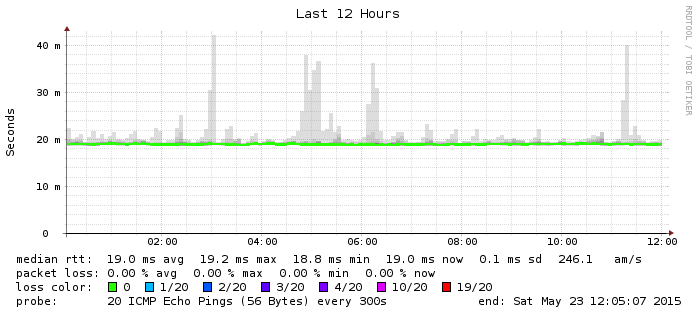 Last 12 Hours
RRDTOOL / TOBI OETIKER
Seconds
40 m
30 m
20 m
10 m
0
02:00 04:00 06:00 08:00 10:00 12:00
median rtt: 19.0 ms avg 19.2 ms max 18.8 ms min 19.0 ms now 0.1 ms sd 246.1 am/s
packet loss: 0.00 % avg 0.00 % max 0.00 % min 0.00 % now
loss color: 0 1/20 2/20 3/20 4/20 10/20 19/20
probe: 20 ICMP Echo Pings (56 Bytes) every 300s end: Sat May 23 12:05:07 2015